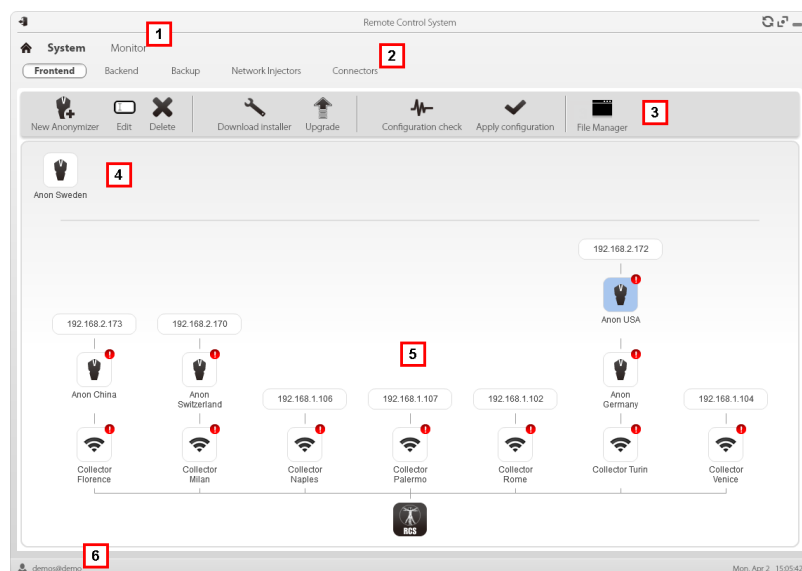 Remote Control System
1
System Monitor
2
Frontend Backend Backup Network Injectors Connectors
New Anonymizer Edit Delete Download installer Upgrade Configuration check Apply configuration File Manager
3
4
Anon Sweden
192.168.2.172
Anon USA
192.168.2.173 192.168.2.170
5
Anon China
Anon
Switzerland
Anon
Germany
192.168.1.106 192.168.1.107 192.168.1.102 192.168.1.104
Collector
Florence
Collector
Milan
Collector
Naples
Collector
Palermo
Collector
Rome
Collector Turin
Collector
Venice
RCS
6
demos@demo
Mon, Apr 2 15:05:42